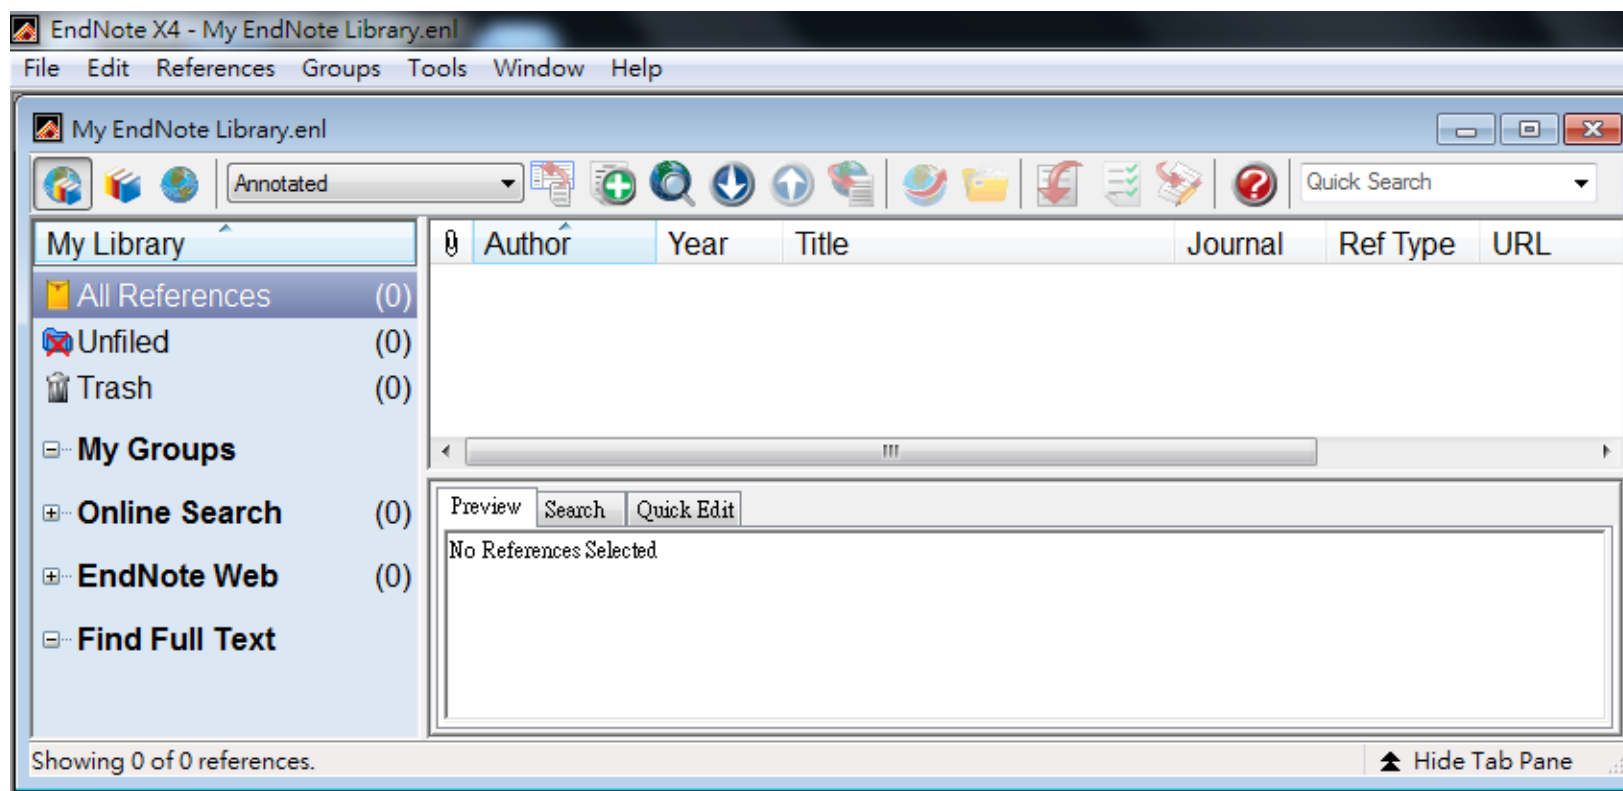 EndNote X4 - My EndNote Library.enl
File Edit References Groups Tools Window Help
My EndNote Library.enl
Annotated Quick Search
My Library
All References (0)
Unfiled (0)
Trash (0)
My Groups
Online Search (0)
EndNote Web (0)
Find Full Text
Author Year Title Journal Ref Type URL
Preview Search Quick Edit
No References Selected
Showing 0 of 0 references. Hide Tab Pane